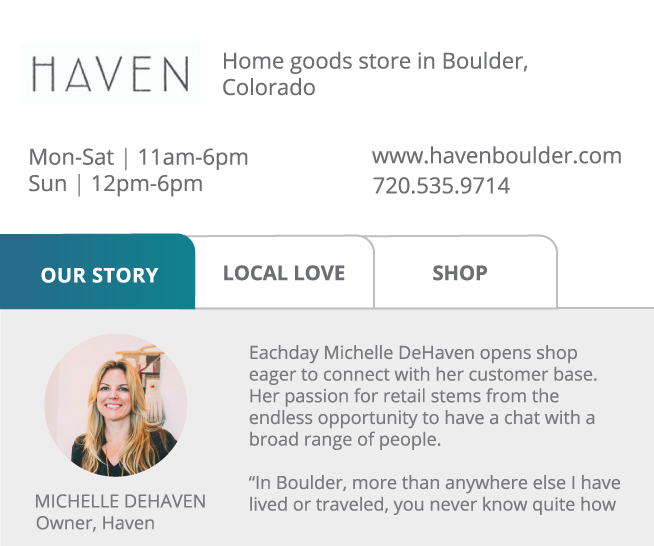 HAVEN
Home goods store in Boulder,
Colorado
Mon-Sat | 11am-6pm
Sun | 12pm-6pm
www.havenboulder.com
720.535.9714
OUR STORY
LOCAL LOVE
SHOP
Eachday Michelle DeHaven opens shop
eager to connect with her customer base.
Her passion for retail stems from the
endless opportunity to have a chat with a
broad range of people.
“In Boulder, more than anywhere else I have
lived or traveled, you never know quite how
MICHELLE DEHAVEN
Owner, Haven